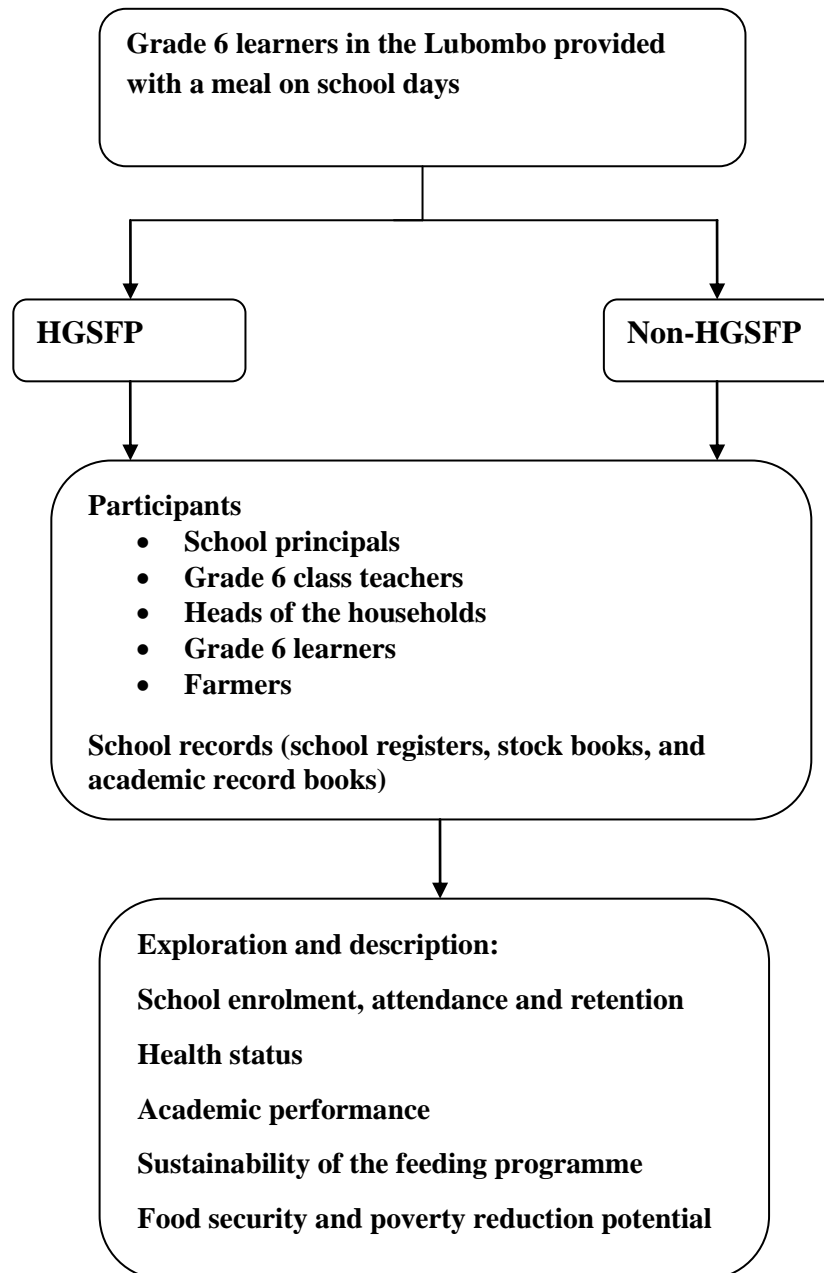 Grade 6 learners in the Lubombo provided
with a meal on school days
HGSFP
Non-HGSFP
Participants
• School principals
• Grade 6 class teachers
• Heads of the households
• Grade 6 learners
• Farmers
School records (school registers, stock books, and
academic record books)
Exploration and description:
School enrolment, attendance and retention
Health status
Academic performance
Sustainability of the feeding programme
Food security and poverty reduction potential